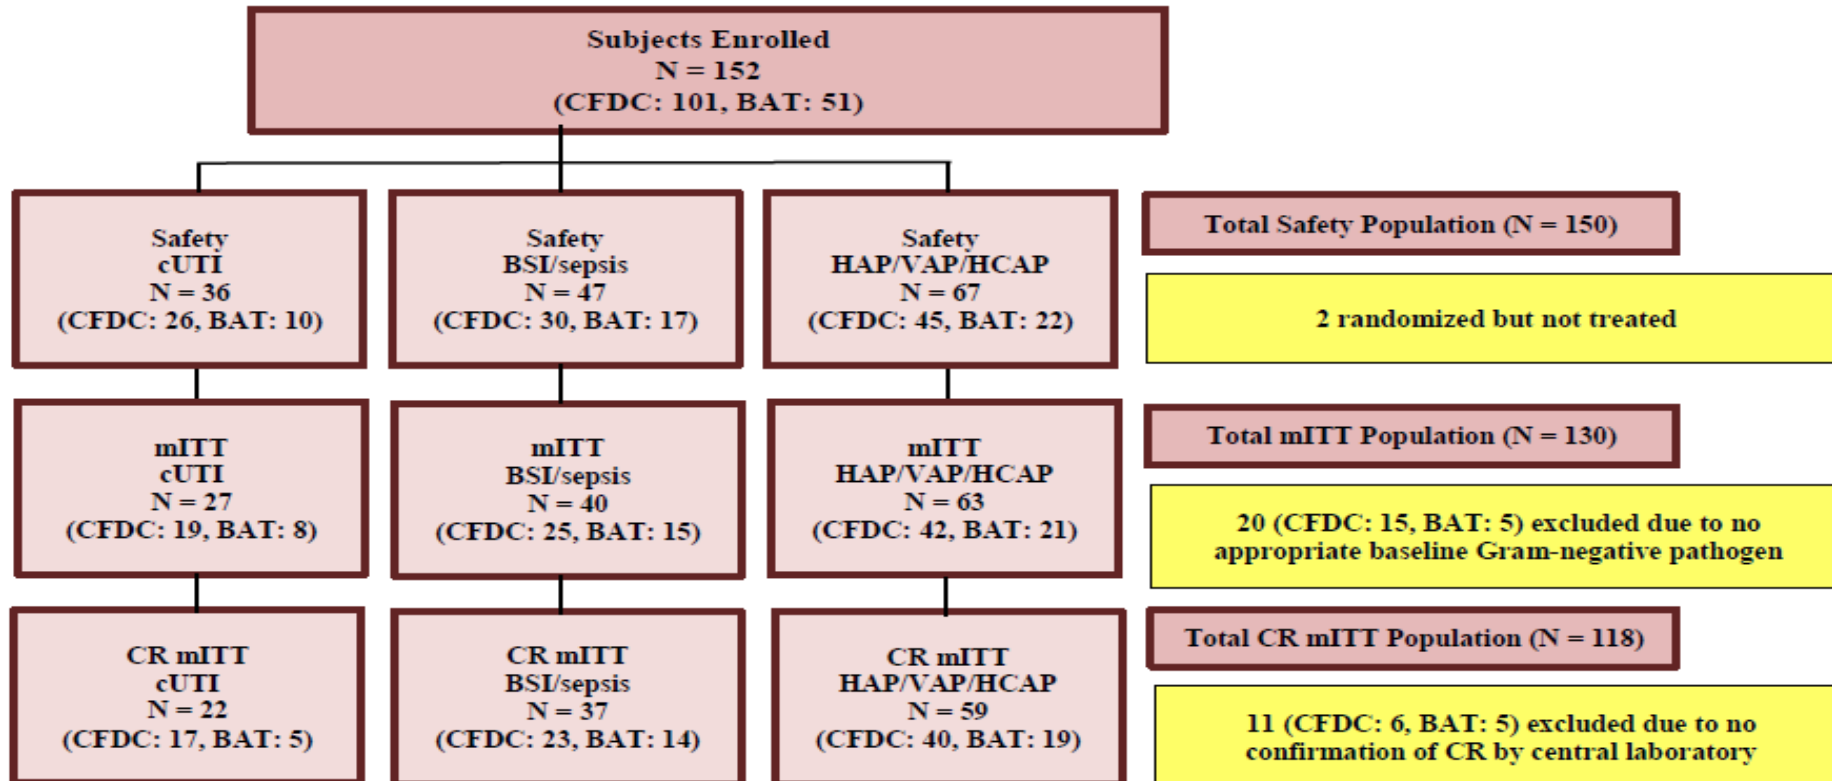 Subjects Enrolled
N = 152
(CFDC: 101, BAT: 51)
Safety
cUTI
N = 36
(CFDC: 26, BAT: 10)
Safety
BSI/sepsis
N = 47
(CFDC: 30, BAT: 17)
Safety
HAP/VAP/HCAP
N = 67
(CFDC: 45, BAT: 22)
Total Safety Population (N = 150)
2 randomized but not treated
mITT
cUTI
N = 27
(CFDC: 19, BAT: 8)
mITT
BSI/sepsis
N = 40
(CFDC: 25, BAT: 15)
mITT
HAP/VAP/HCAP
N = 63
(CFDC: 42, BAT: 21)
Total mITT Population (N = 130)
20 (CFDC: 15, BAT: 5) excluded due to no
appropriate baseline Gram-negative pathogen
CR mITT
cUTI
N = 22
(CFDC: 17, BAT: 5)
CR mITT
BSI/sepsis
N = 37
(CFDC: 23, BAT: 14)
CR mITT
HAP/VAP/HCAP
N = 59
(CFDC: 40, BAT: 19)
Total CR mITT Population (N = 118)
11 (CFDC: 6, BAT: 5) excluded due to no
confirmation of CR by central laboratory